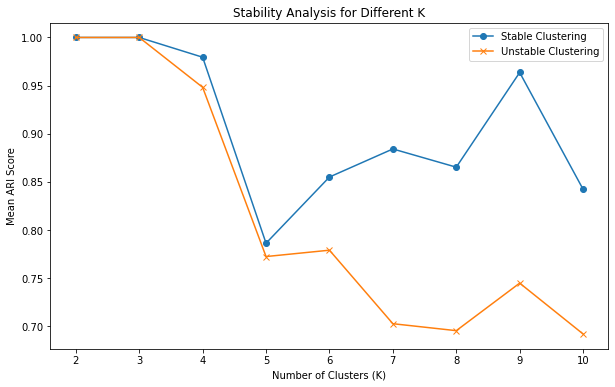 Stability Analysis for Different K
Stable Clustering
Unstable Clustering
Mean ARI Score
1.00
0.95
0.90
0.85
0.80
0.75
0.70
2 3 4 5 6 7 8 9 10
Number of Clusters (K)